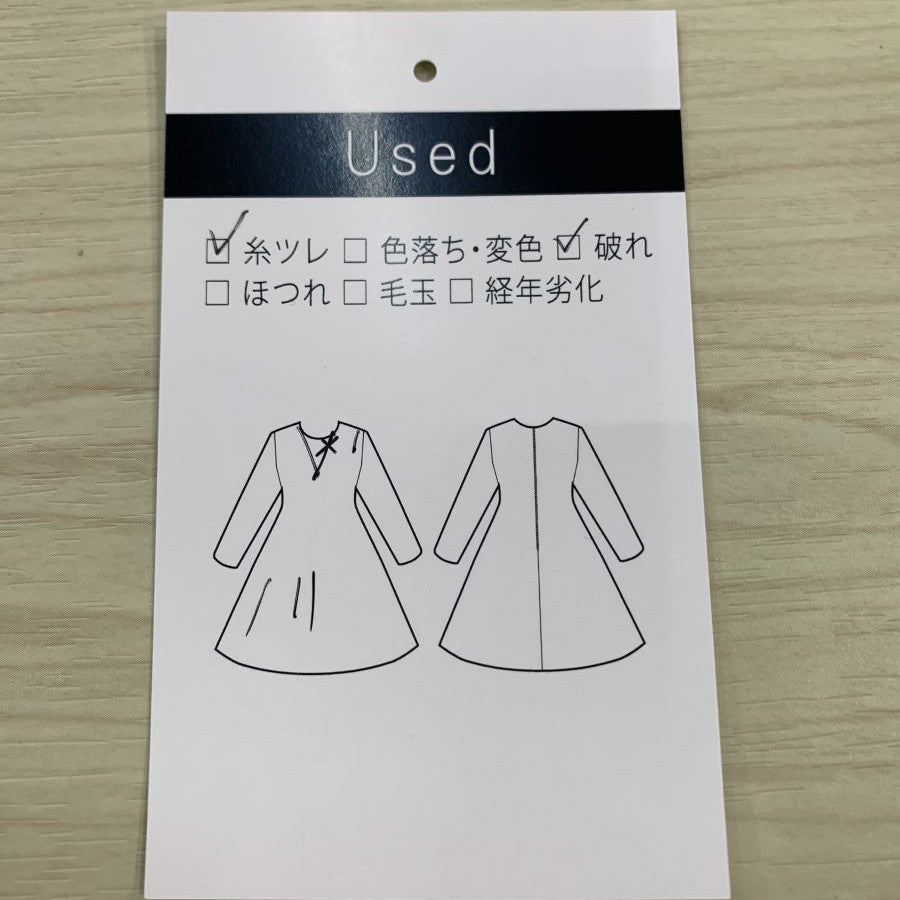 Used
☑ 糸ツレ □ 色落ち・変色 ☑ 破れ
□ ほつれ □ 毛玉 □ 経年劣化